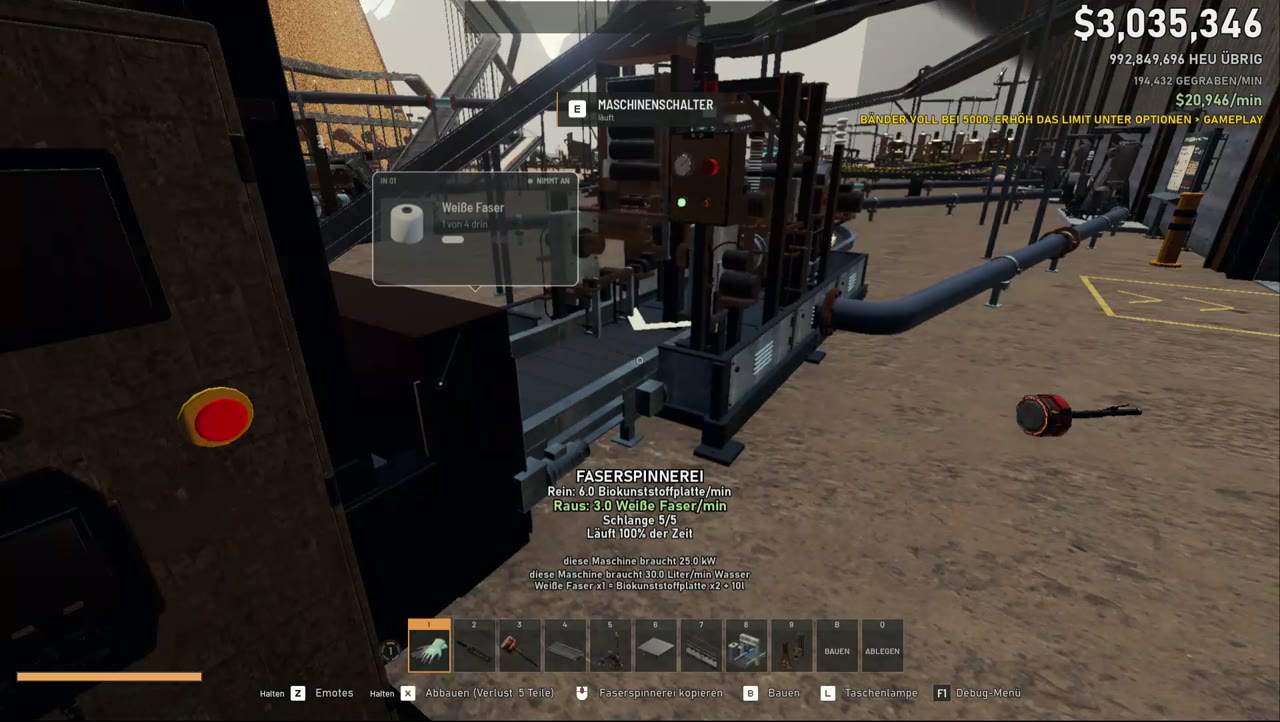 $3,035,346
992,849,696 HEU ÜBRIG
194,432 GEGRABEN/MIN
$20,946/min
BÄNDER VOLL BEI 5000: ERHÖH DAS LIMIT UNTER OPTIONEN > GAMEPLAY
E MASCHINENSCHALTER
läuft
IN 01 NIMMT AN
Weiße Faser
1 von 4 drin
FASERSPINNEREI
Rein: 6.0 Biokunststoffplatte/min
Raus: 3.0 Weiße Faser/min
Schlange 5/5
Läuft 100% der Zeit
diese Maschine braucht 25.0 kW
diese Maschine braucht 30.0 Liter/min Wasser
Weiße Faser x1 = Biokunststoffplatte x2 + 10l
1 2 3 4 5 6 7 8 9 B 0
BAUEN ABLEGEN
Halten Z Emotes Halten X Abbauen (Verlust: 5 Teile) Faserspinnerei kopieren B Bauen L Taschenlampe F1 Debug-Menü